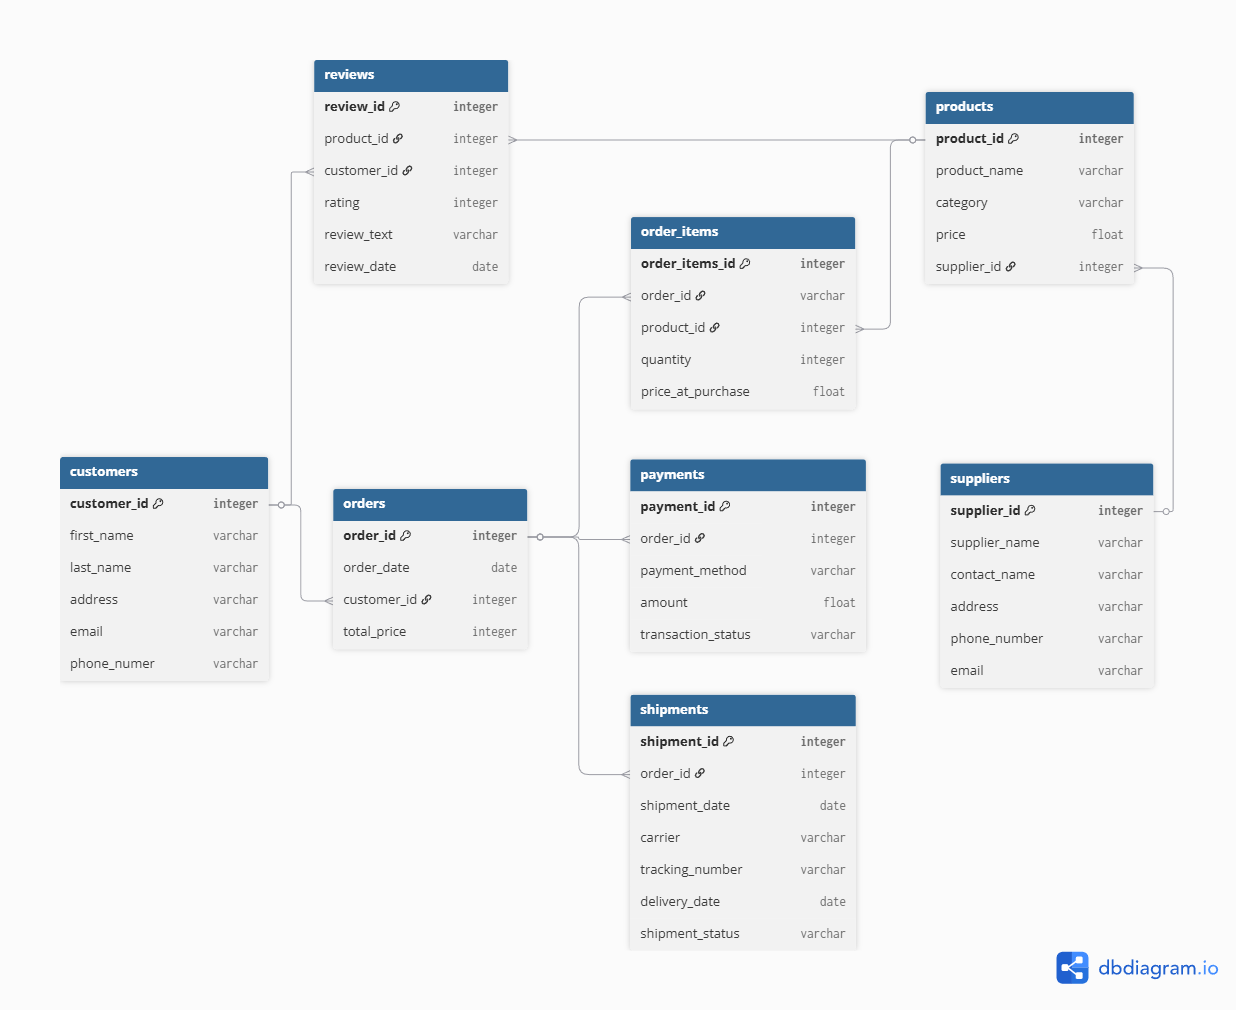 reviews
review_id integer
product_id integer
customer_id integer
rating integer
review_text varchar
review_date date
products
product_id integer
product_name varchar
category varchar
price float
supplier_id integer
order_items
order_items_id integer
order_id varchar
product_id integer
quantity integer
price_at_purchase float
customers
customer_id integer
first_name varchar
last_name varchar
address varchar
email varchar
phone_numer varchar
orders
order_id integer
order_date date
customer_id integer
total_price integer
payments
payment_id integer
order_id integer
payment_method varchar
amount float
transaction_status varchar
suppliers
supplier_id integer
supplier_name varchar
contact_name varchar
address varchar
phone_number varchar
email varchar
shipments
shipment_id integer
order_id integer
shipment_date date
carrier varchar
tracking_number varchar
delivery_date date
shipment_status varchar
dbdiagram.io